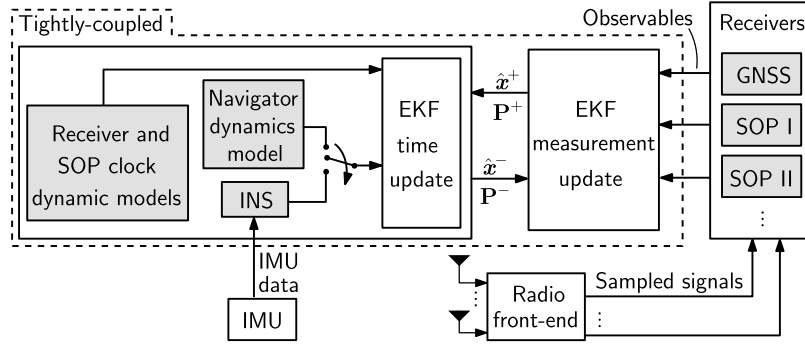 Tightly-coupled
Observables
Receivers
GNSS
SOP I
SOP II
⋮
Receiver and
SOP clock
dynamic models
Navigator
dynamics
model
INS
EKF
time
update
x̂⁺
P⁺
x̂⁻
P⁻
EKF
measurement
update
IMU
data
IMU
⋮
Radio
front-end
Sampled signals
⋮